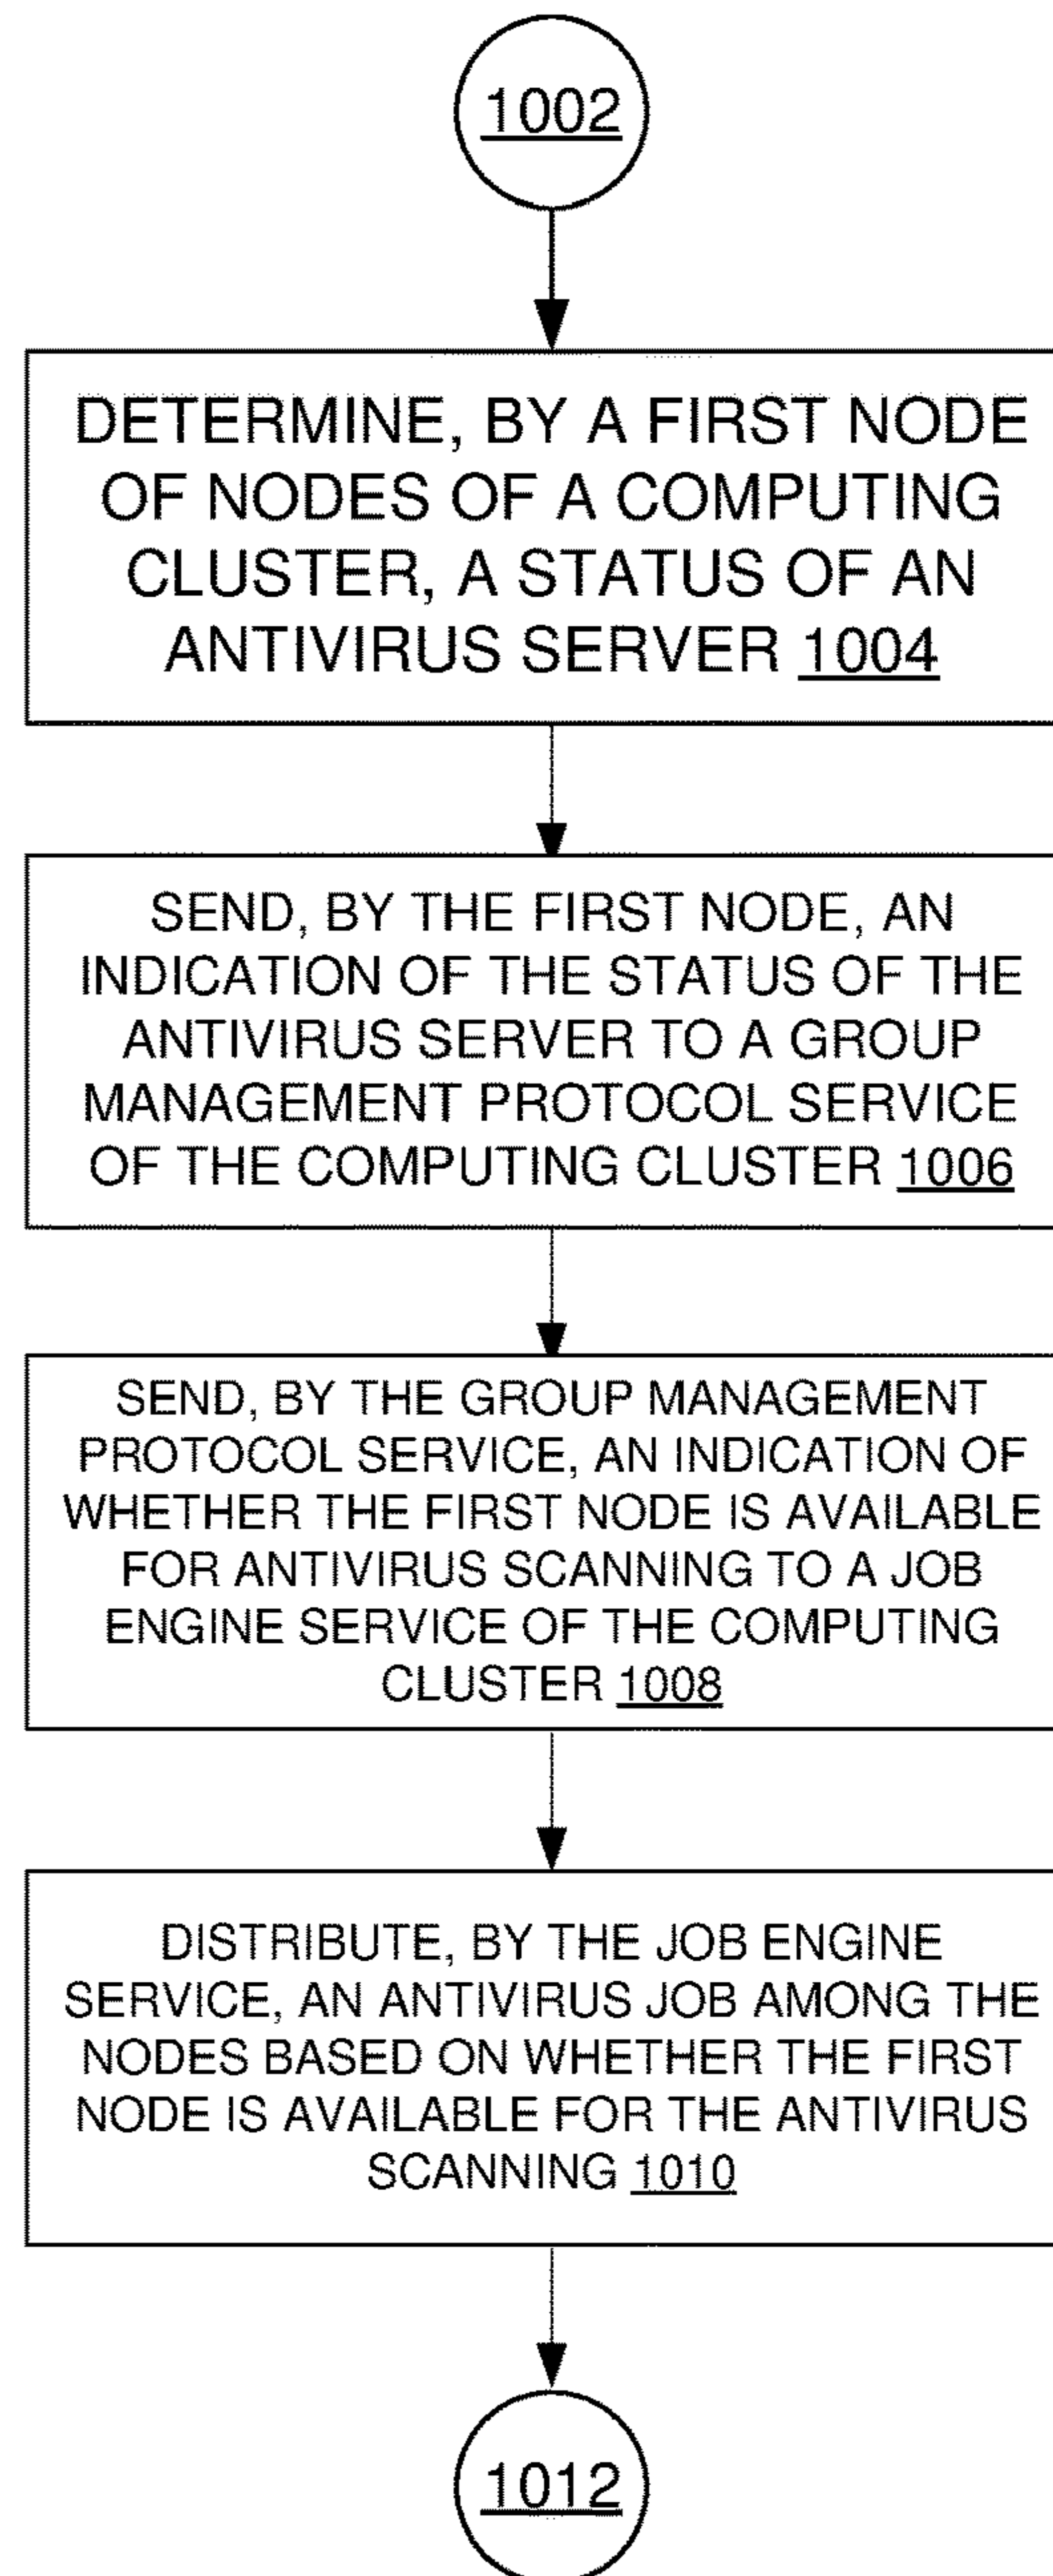 1002
DETERMINE, BY A FIRST NODE
OF NODES OF A COMPUTING
CLUSTER, A STATUS OF AN
ANTIVIRUS SERVER 1004
SEND, BY THE FIRST NODE, AN
INDICATION OF THE STATUS OF THE
ANTIVIRUS SERVER TO A GROUP
MANAGEMENT PROTOCOL SERVICE
OF THE COMPUTING CLUSTER 1006
SEND, BY THE GROUP MANAGEMENT
PROTOCOL SERVICE, AN INDICATION OF
WHETHER THE FIRST NODE IS AVAILABLE
FOR ANTIVIRUS SCANNING TO A JOB
ENGINE SERVICE OF THE COMPUTING
CLUSTER 1008
DISTRIBUTE, BY THE JOB ENGINE
SERVICE, AN ANTIVIRUS JOB AMONG THE
NODES BASED ON WHETHER THE FIRST
NODE IS AVAILABLE FOR THE ANTIVIRUS
SCANNING 1010
1012